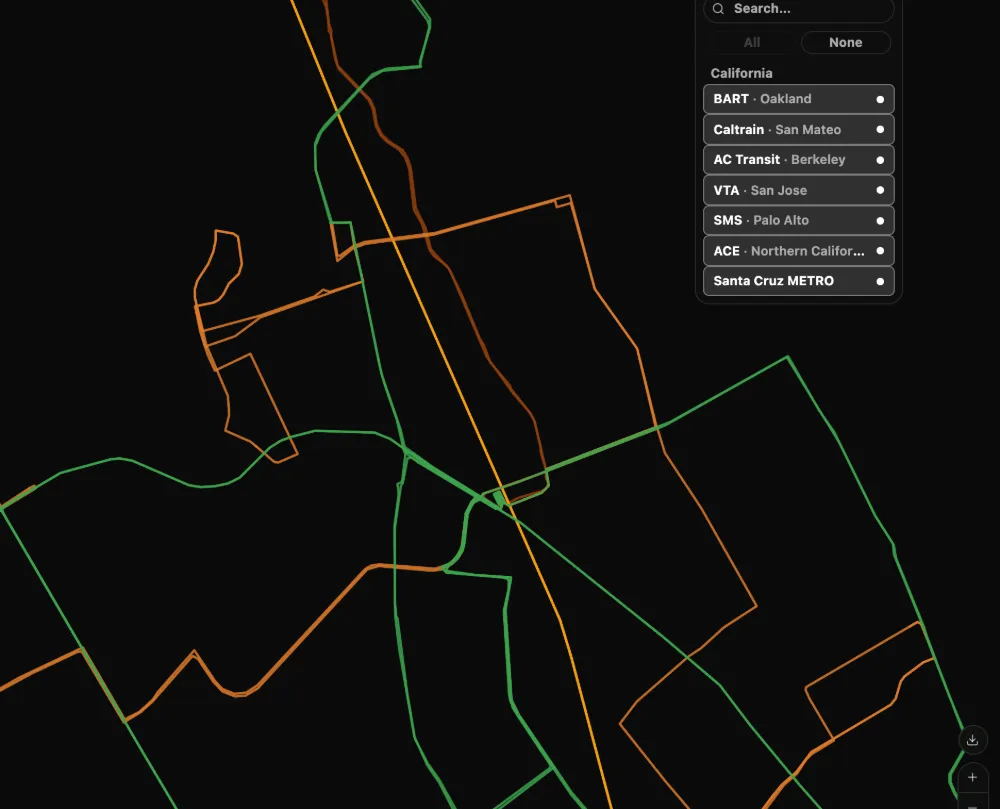 Search...
All
None
California
BART · Oakland
Caltrain · San Mateo
AC Transit · Berkeley
VTA · San Jose
SMS · Palo Alto
ACE · Northern Califor...
Santa Cruz METRO